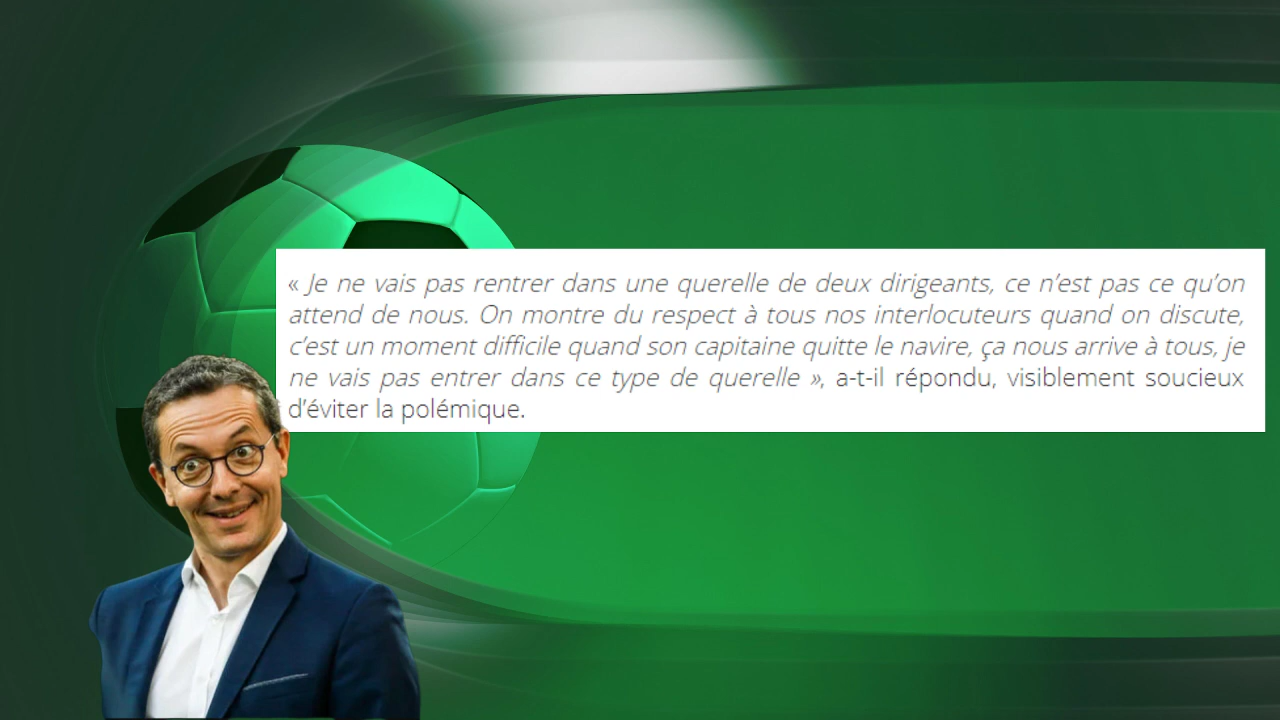 « Je ne vais pas rentrer dans une querelle de deux dirigeants, ce n’est pas ce qu’on
attend de nous. On montre du respect à tous nos interlocuteurs quand on discute,
c’est un moment difficile quand son capitaine quitte le navire, ça nous arrive à tous, je
ne vais pas entrer dans ce type de querelle », a-t-il répondu, visiblement soucieux
d’éviter la polémique.